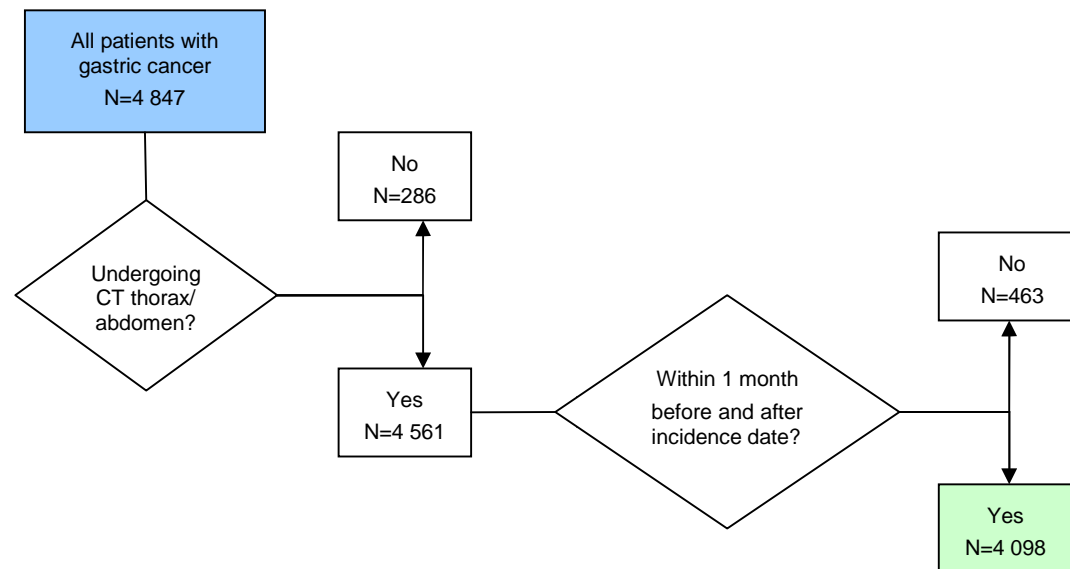 All patients with
gastric cancer
N=4 847
No
N=286
Undergoing
CT thorax/
abdomen?
Yes
N=4 561
Within 1 month
before and after
incidence date?
No
N=463
Yes
N=4 098